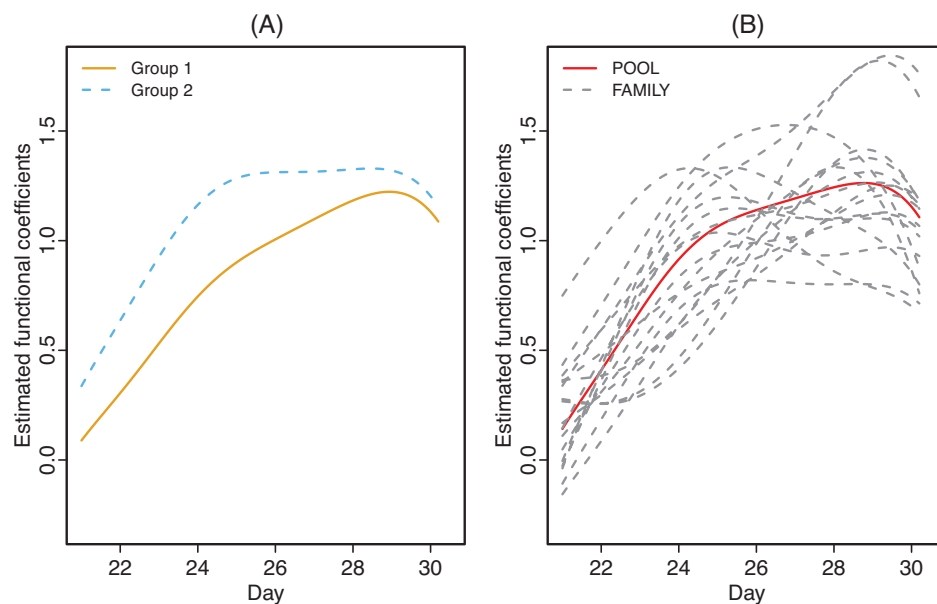 (A)
Group 1
Group 2
Estimated functional coefficients
0.0
0.5
1.0
1.5
22
24
26
28
30
Day
(B)
POOL
FAMILY
Estimated functional coefficients
0.0
0.5
1.0
1.5
22
24
26
28
30
Day